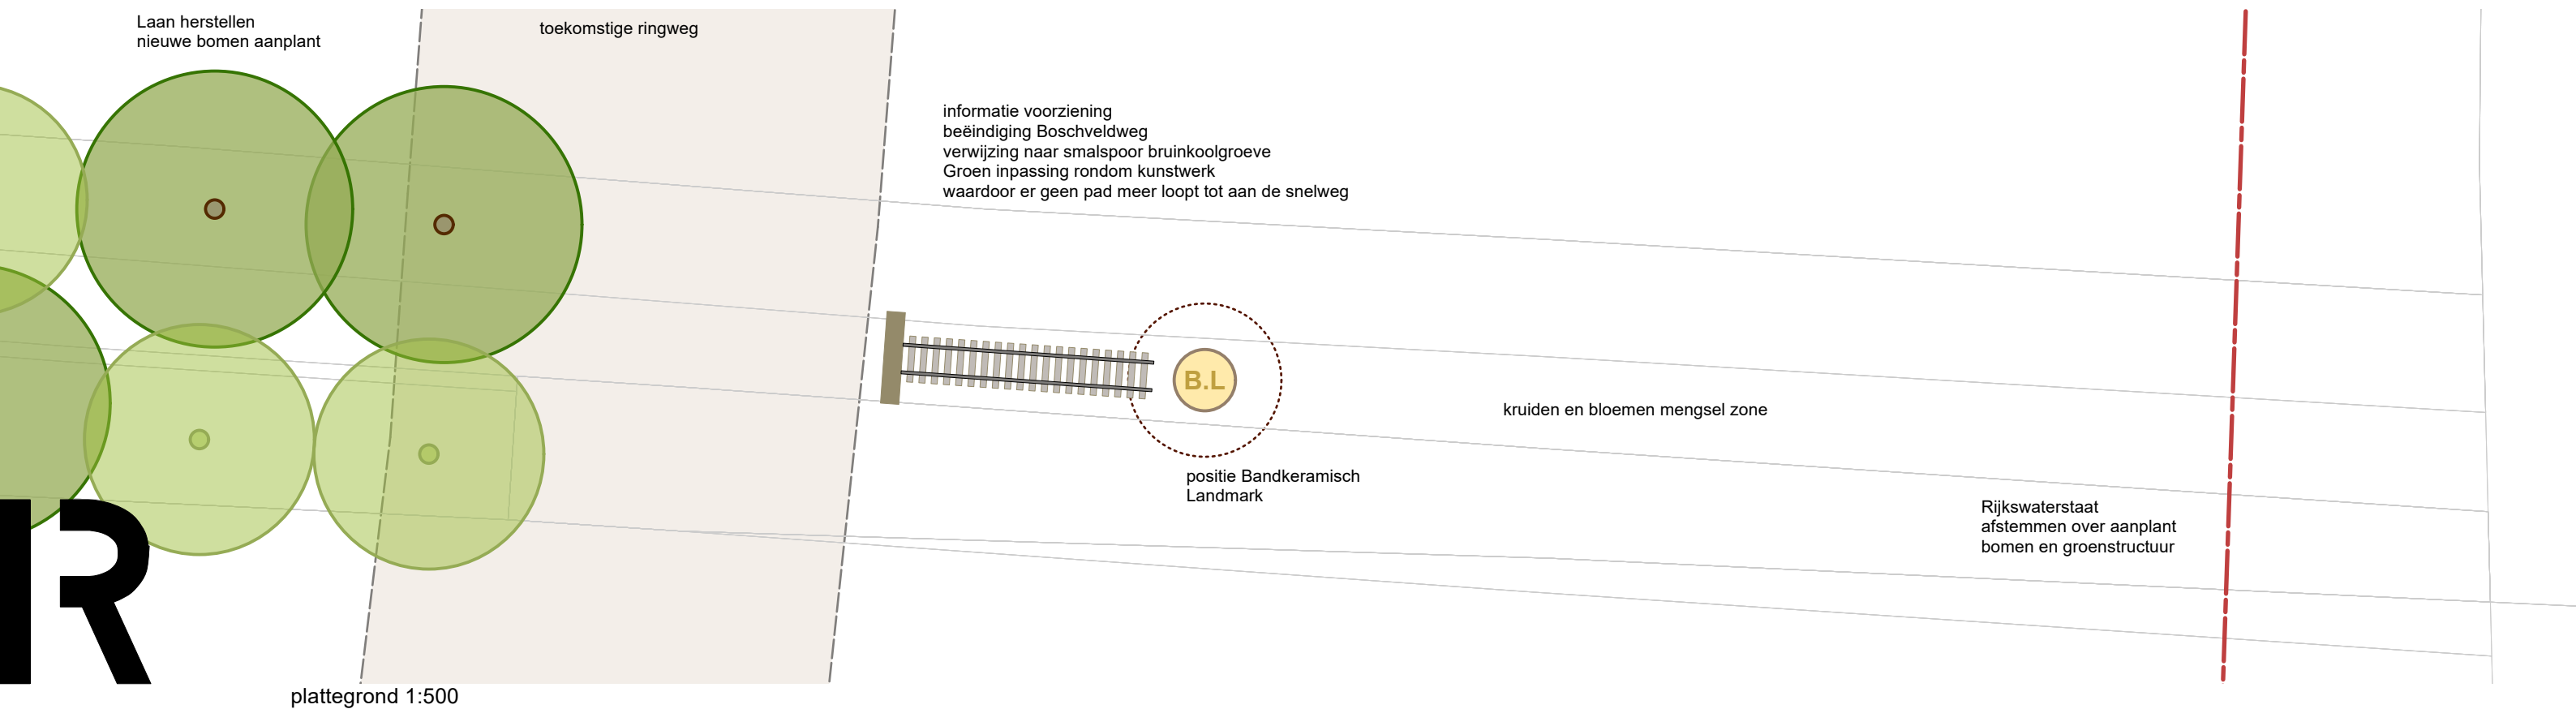 Laan herstellen
nieuwe bomen aanplant
toekomstige ringweg
informatie voorziening
beëindiging Boschveldweg
verwijzing naar smalspoor bruinkoolgroeve
Groen inpassing rondom kunstwerk
waardoor er geen pad meer loopt tot aan de snelweg
B.L
kruiden en bloemen mengsel zone
positie Bandkeramisch
Landmark
Rijkswaterstaat
afstemmen over aanplant
bomen en groenstructuur
R
plattegrond 1:500